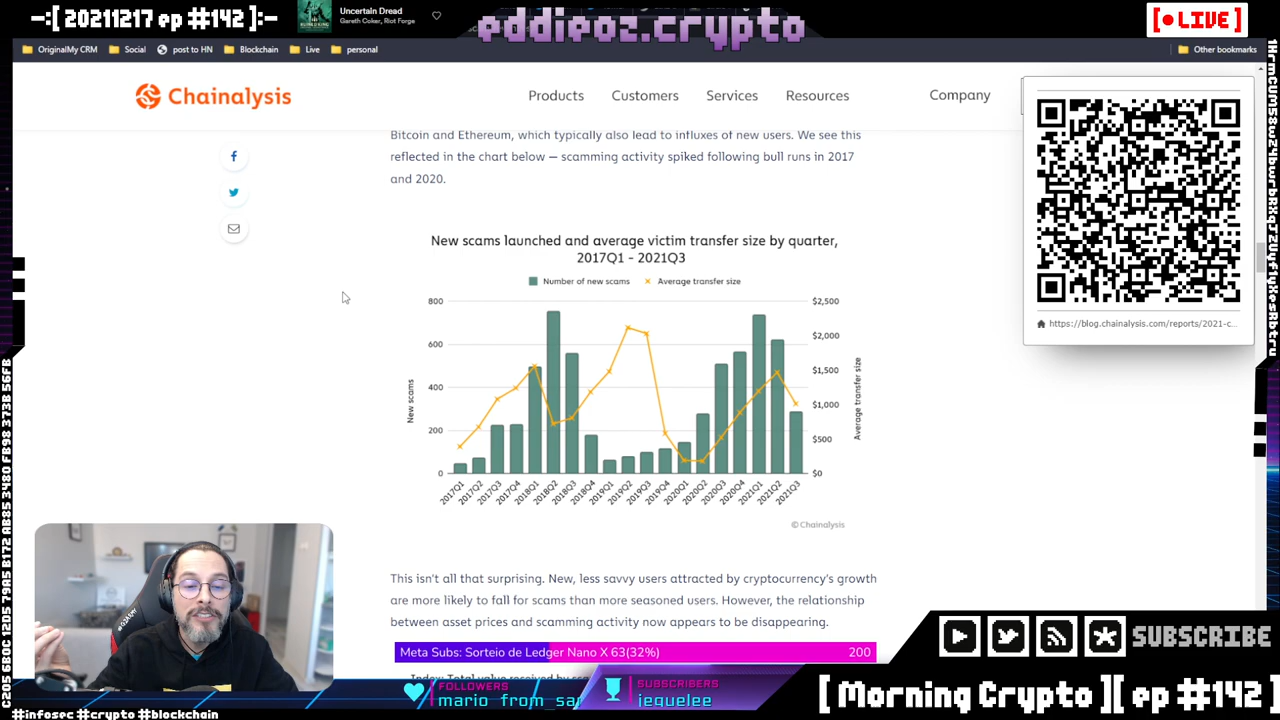 -:[ 20211217 ep #142 ]:-
Uncertain Dread
Gareth Coker, Riot Forge
eddieoz.crypto
[● LIVE]
OriginalMy CRM
Social
post to HN
Blockchain
Live
personal
Other bookmarks
Chainalysis
Products
Customers
Services
Resources
Company
Bitcoin and Ethereum, which typically also lead to influxes of new users. We see this
reflected in the chart below — scamming activity spiked following bull runs in 2017
and 2020.
https://blog.chainalysis.com/reports/2021-c...
New scams launched and average victim transfer size by quarter,
2017Q1 - 2021Q3
Number of new scams
Average transfer size
800
600
400
200
0
New scams
$2,500
$2,000
$1,500
$1,000
$500
$0
Average transfer size
2017Q1
2017Q2
2017Q3
2017Q4
2018Q1
2018Q2
2018Q3
2018Q4
2019Q1
2019Q2
2019Q3
2019Q4
2020Q1
2020Q2
2020Q3
2020Q4
2021Q1
2021Q2
2021Q3
© Chainalysis
This isn't all that surprising. New, less savvy users attracted by cryptocurrency's growth
are more likely to fall for scams than more seasoned users. However, the relationship
between asset prices and scamming activity now appears to be disappearing.
Meta Subs: Sorteio de Ledger Nano X 63(32%)
200
SUBSCRIBE
FOLLOWERS
mario_from_sa
SUBSCRIBERS
jeguelee
[ Morning Crypto ][ ep #142 ]
#infosec #crypto #blockchain